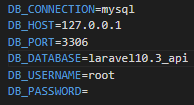 DB_CONNECTION=mysql
DB_HOST=127.0.0.1
DB_PORT=3306
DB_DATABASE=laravel10.3_api
DB_USERNAME=root
DB_PASSWORD=